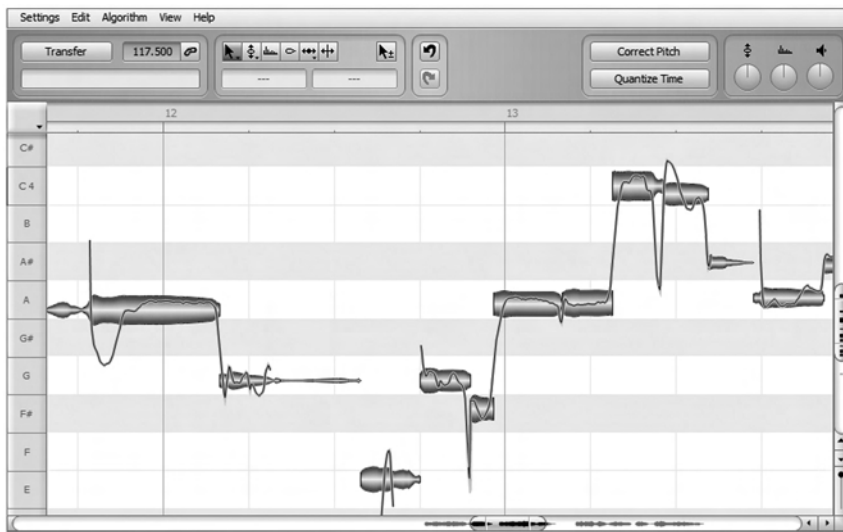 Settings Edit Algorithm View Help
Transfer 117.500 Correct Pitch
--- --- Quantize Time
12 13
C#
C 4
B
A#
A
G#
G
F#
F
E